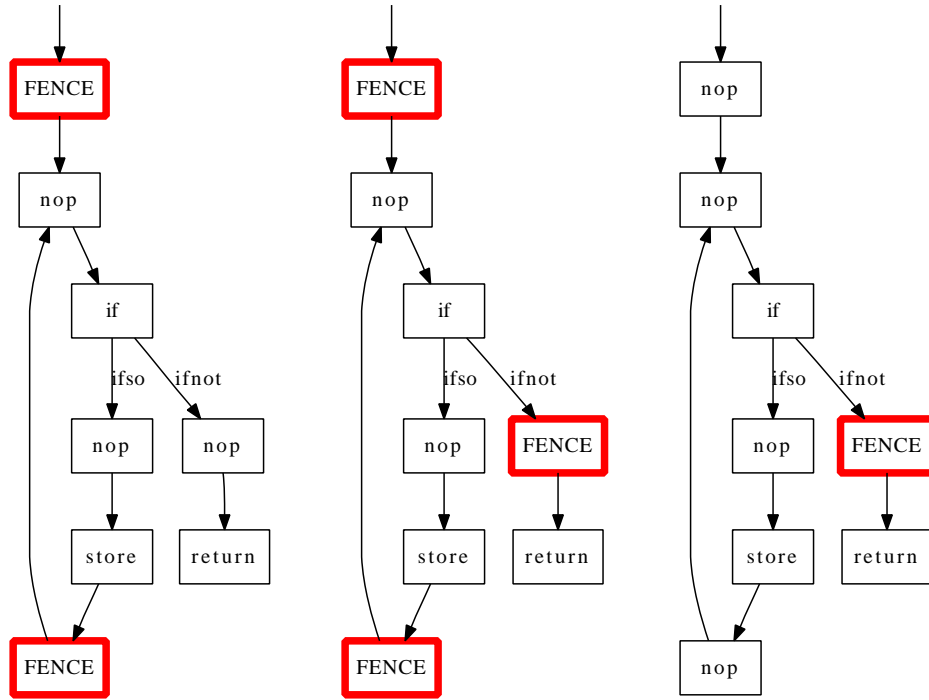 FENCE
nop
if
ifso ifnot
nop nop
store return
FENCE
FENCE
nop
if
ifso ifnot
nop FENCE
store return
FENCE
nop
nop
if
ifso ifnot
nop FENCE
store return
nop